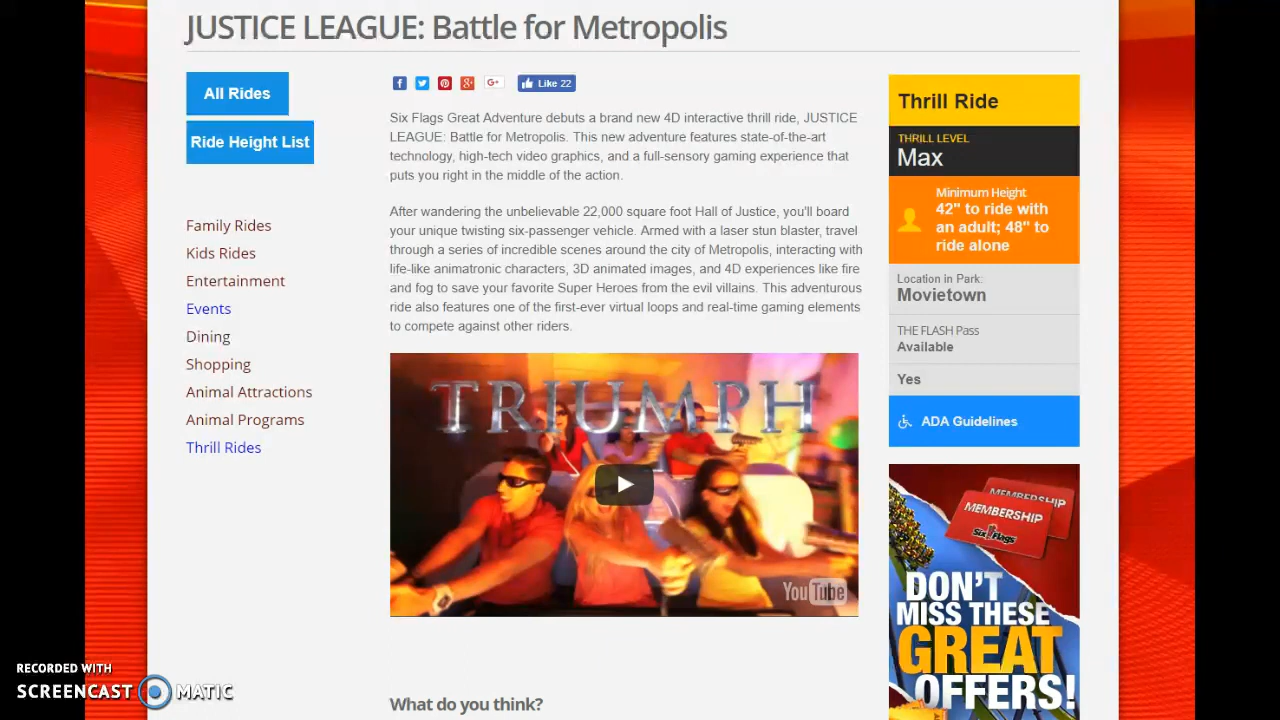 JUSTICE LEAGUE: Battle for Metropolis
All Rides
Ride Height List
Family Rides
Kids Rides
Entertainment
Events
Dining
Shopping
Animal Attractions
Animal Programs
Thrill Rides
G+
Like 22
Six Flags Great Adventure debuts a brand new 4D interactive thrill ride, JUSTICE
LEAGUE: Battle for Metropolis. This new adventure features state-of-the-art
technology, high-tech video graphics, and a full-sensory gaming experience that
puts you right in the middle of the action.
After wandering the unbelievable 22,000 square foot Hall of Justice, you'll board
your unique twisting six-passenger vehicle. Armed with a laser stun blaster, travel
through a series of incredible scenes around the city of Metropolis, interacting with
life-like animatronic characters, 3D animated images, and 4D experiences like fire
and fog to save your favorite Super Heroes from the evil villains. This adventurous
ride also features one of the first-ever virtual loops and real-time gaming elements
to compete against other riders.
TRIUMPH
YouTube
What do you think?
Thrill Ride
THRILL LEVEL
Max
Minimum Height
42" to ride with
an adult; 48" to
ride alone
Location in Park:
Movietown
THE FLASH Pass
Available
Yes
ADA Guidelines
MEMBERSHIP
MEMBERSHIP
Six Flags
DON'T
MISS THESE
GREAT
OFFERS!
RECORDED WITH
SCREENCAST MATIC